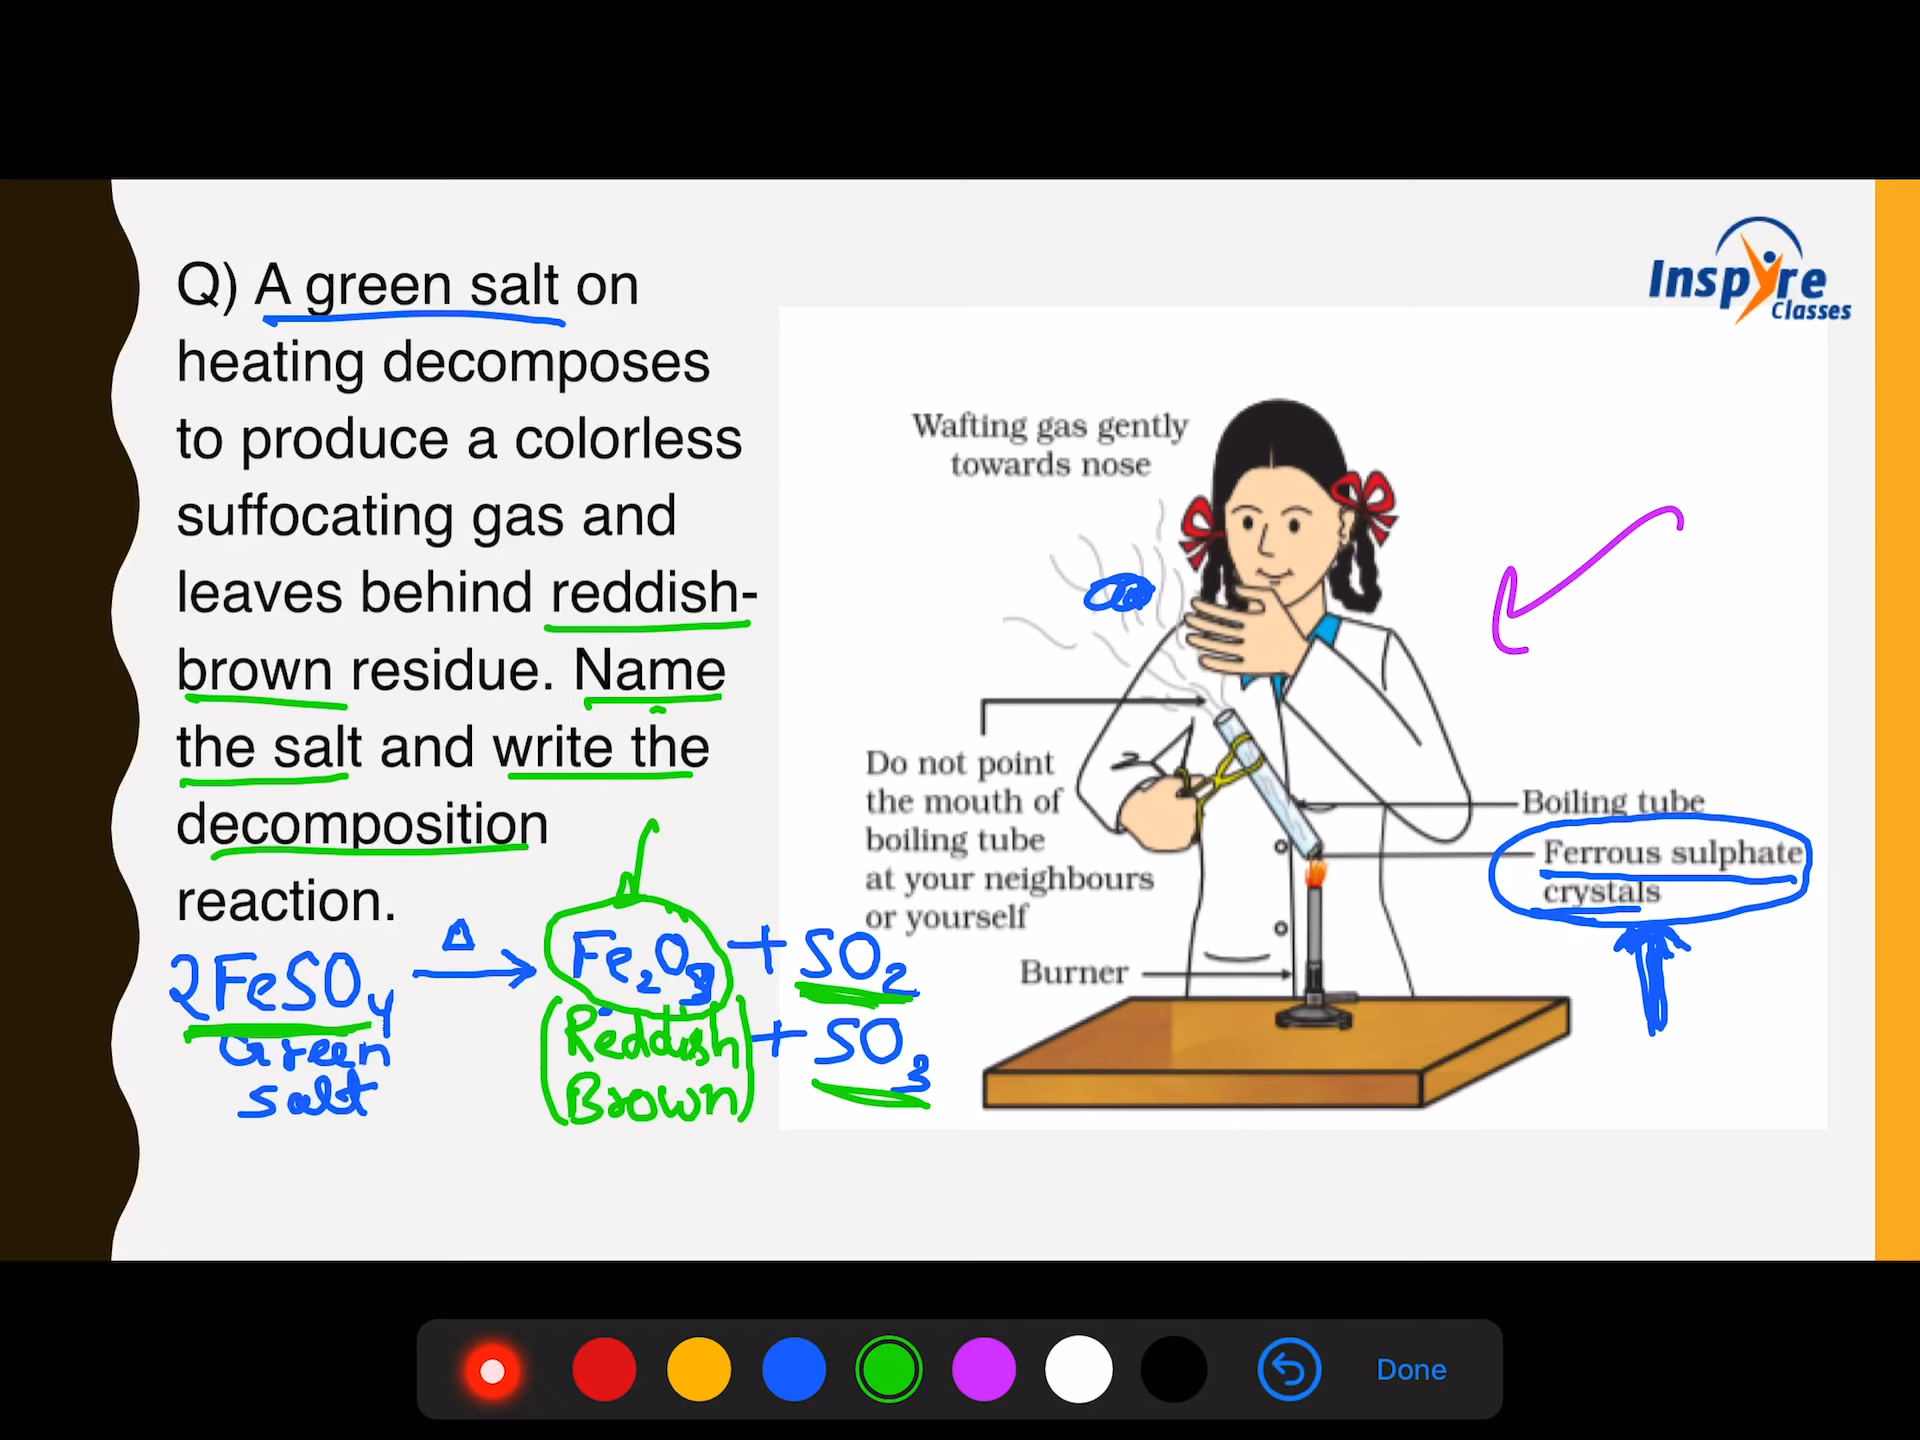 Inspyre
Classes
Q) A green salt on
heating decomposes
to produce a colorless
suffocating gas and
leaves behind reddish-
brown residue. Name
the salt and write the
decomposition
reaction.
2FeSO4 Δ → Fe2O3 + SO2
+ SO3
Green
salt
(Reddish
Brown)
Wafting gas gently
towards nose
Do not point
the mouth of
boiling tube
at your neighbours
or yourself
Boiling tube
Ferrous sulphate
crystals
Burner
Done